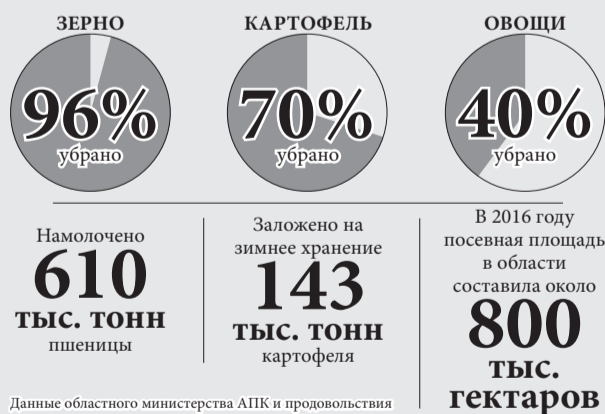 ЗЕРНО
96%
убрано
КАРТОФЕЛЬ
70%
убрано
ОВОЩИ
40%
убрано
Намолочено
610
тыс. тонн
пшеницы
Заложено на
зимнее хранение
143
тыс. тонн
картофеля
В 2016 году
посевная площадь
в области
составила около
800
тыс.
гектаров
Данные областного министерства АПК и продовольствия